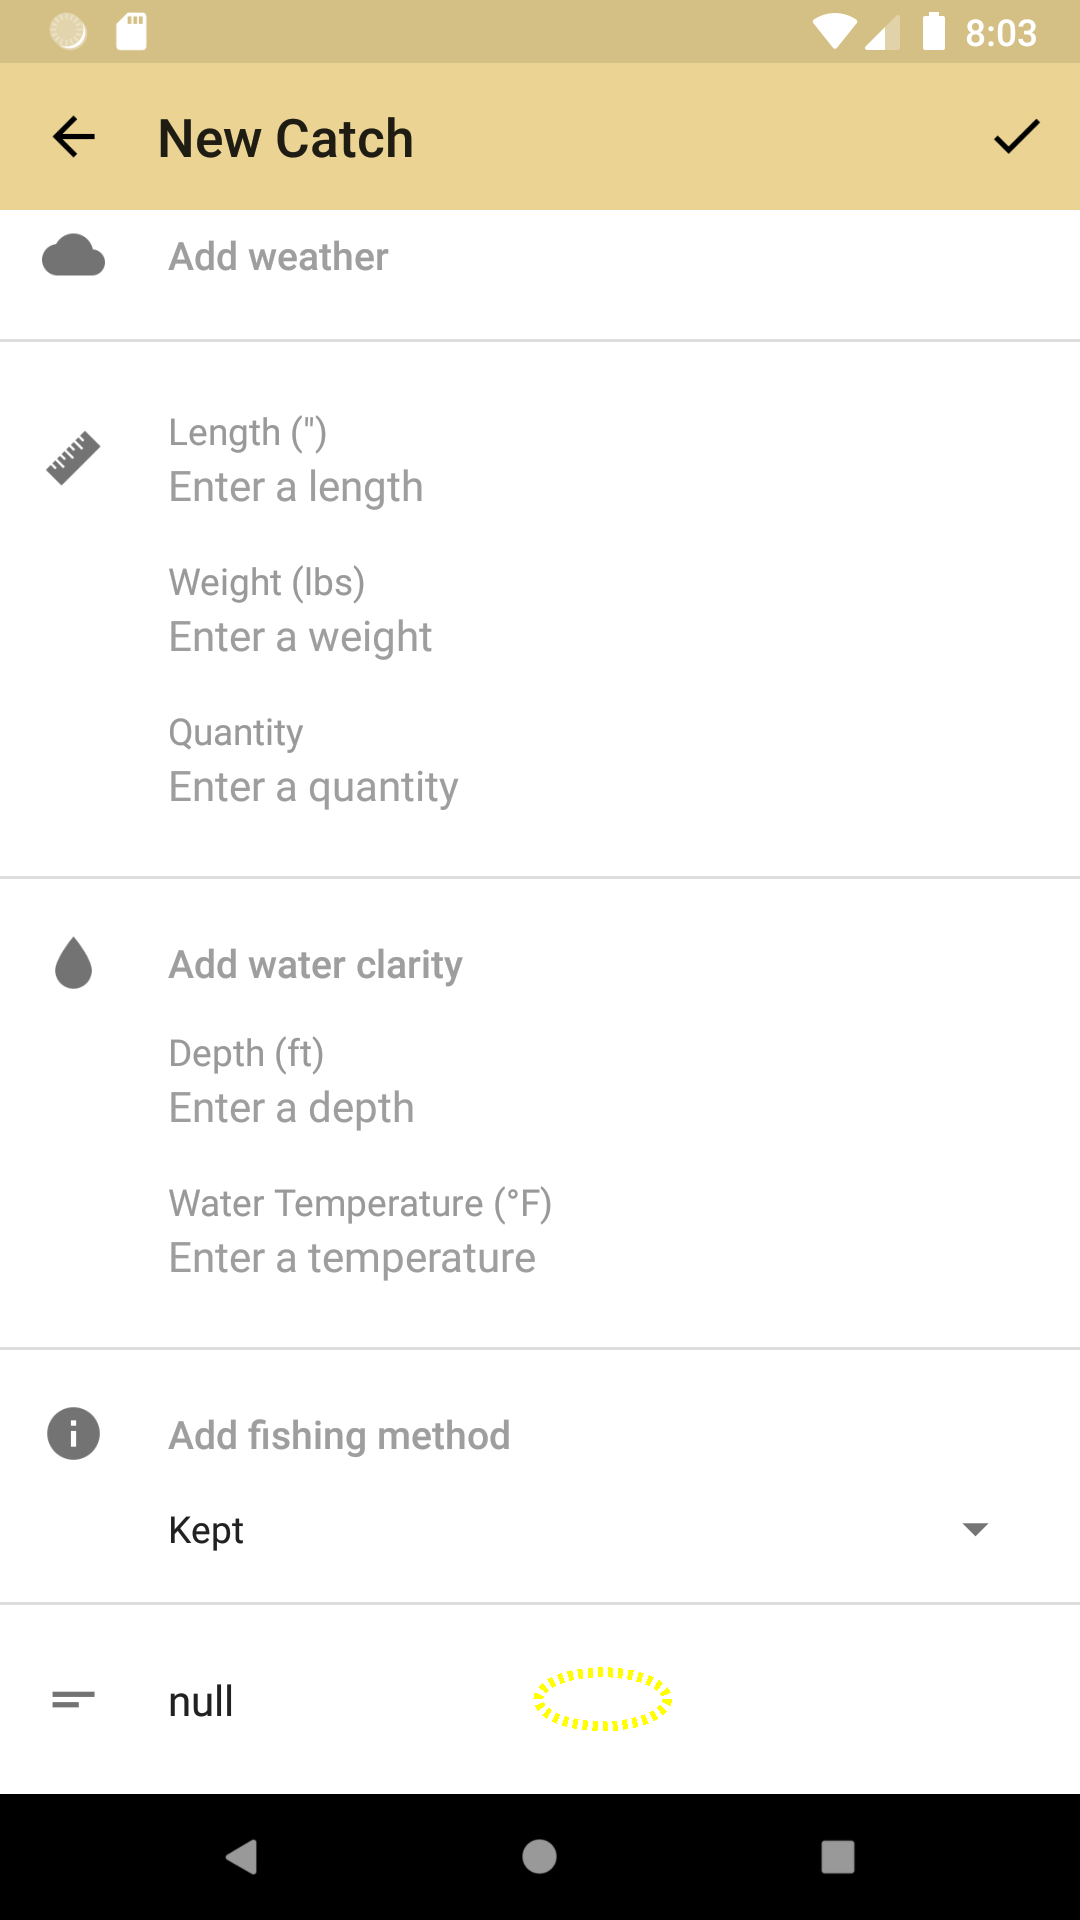 8:03
New Catch
Add weather
Length (")
Enter a length
Weight (lbs)
Enter a weight
Quantity
Enter a quantity
Add water clarity
Depth (ft)
Enter a depth
Water Temperature (°F)
Enter a temperature
Add fishing method
Kept
null